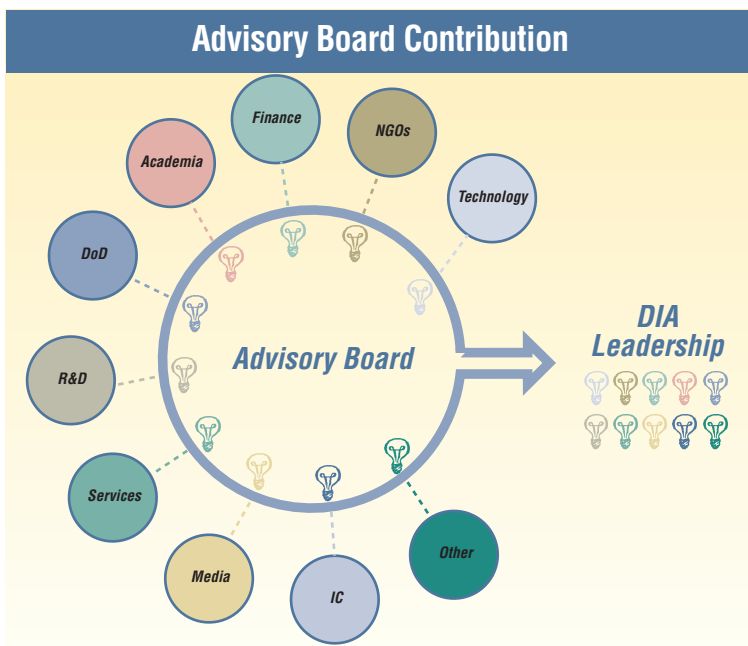 Advisory Board Contribution
Finance
NGOs
Academia
Technology
DoD
DIA
Leadership
Advisory Board
R&D
Services
Media
IC
Other